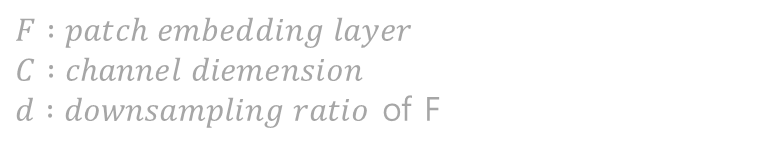 F : patch embedding layer
C : channel diemension
d : downsampling ratio of F